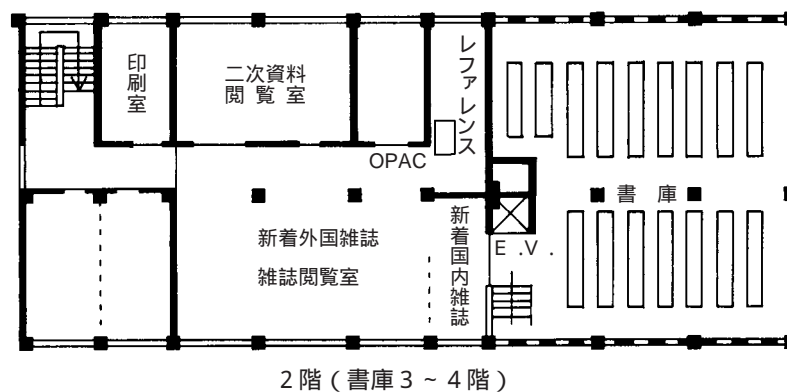 印刷室
二次資料
閲覧室
レファレンス
OPAC
書庫
新着外国雑誌
雑誌閲覧室
新着国内雑誌
E.V.
2階(書庫3~4階)